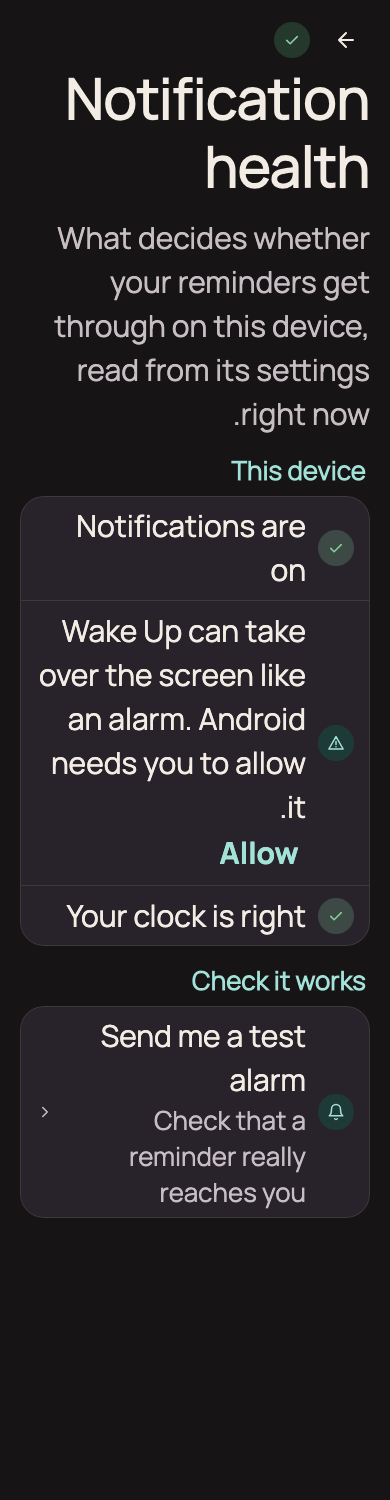 Notification
health
What decides whether
your reminders get
through on this device,
read from its settings
.right now
This device
Notifications are
on
Wake Up can take
over the screen like
an alarm. Android
needs you to allow
.it
Allow
Your clock is right
Check it works
Send me a test
alarm
Check that a
reminder really
reaches you